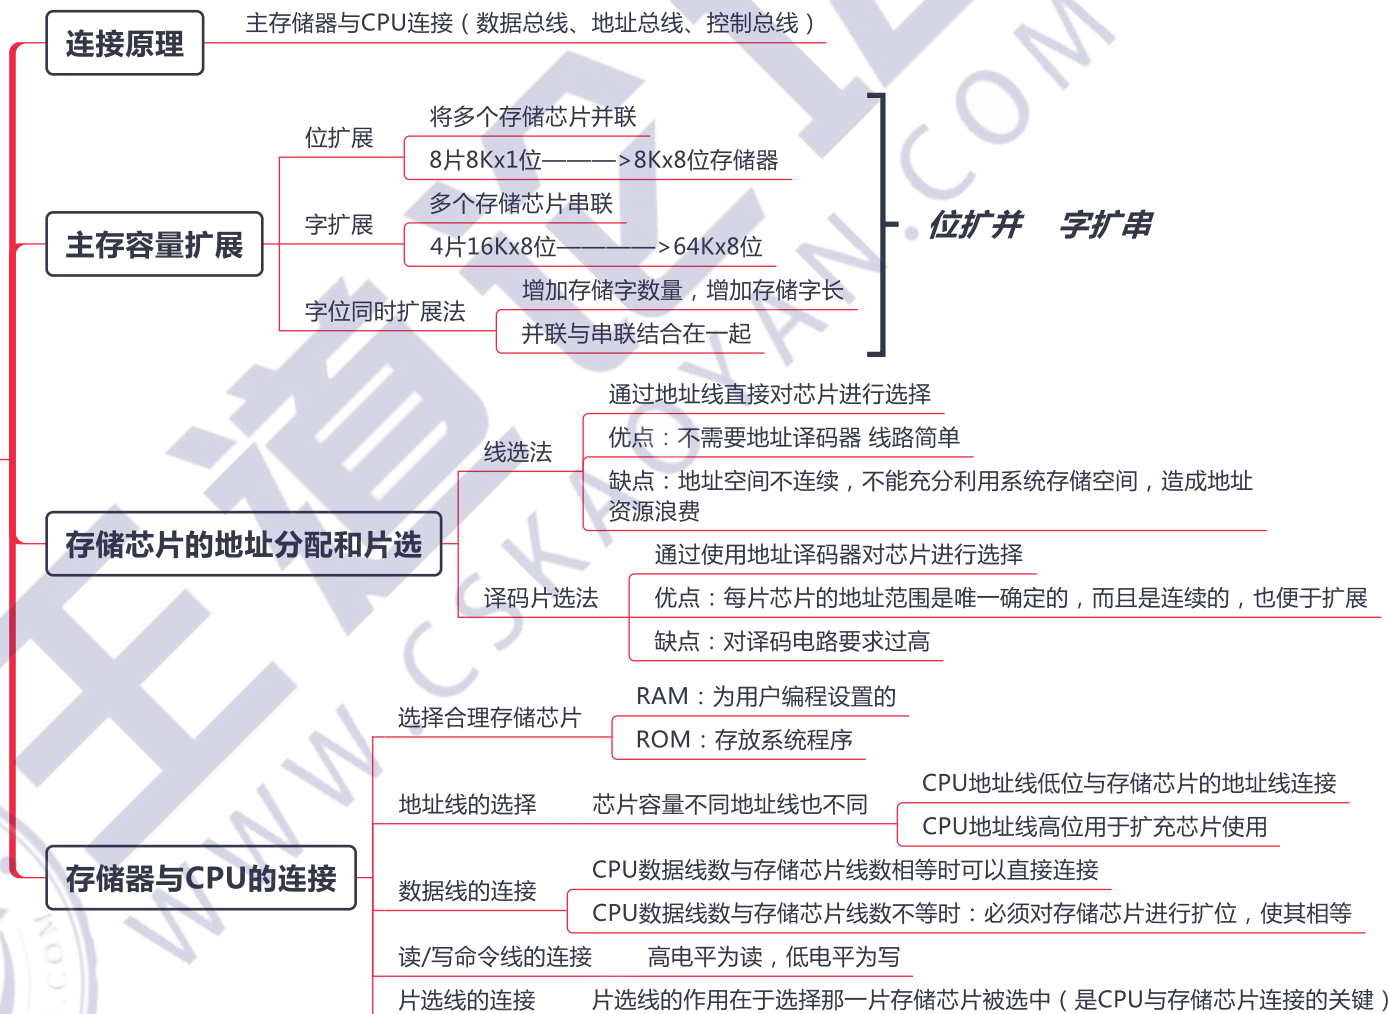 连接原理
主存储器与CPU连接（数据总线、地址总线、控制总线）
主存容量扩展
位扩展
将多个存储芯片并联
8片8Kx1位————>8Kx8位存储器
字扩展
多个存储芯片串联
4片16Kx8位————>64Kx8位
字位同时扩展法
增加存储字数量，增加存储字长
并联与串联结合在一起
位扩并 字扩串
存储芯片的地址分配和片选
线选法
通过地址线直接对芯片进行选择
优点：不需要地址译码器 线路简单
缺点：地址空间不连续，不能充分利用系统存储空间，造成地址
资源浪费
译码片选法
通过使用地址译码器对芯片进行选择
优点：每片芯片的地址范围是唯一确定的，而且是连续的，也便于扩展
缺点：对译码电路要求过高
存储器与CPU的连接
选择合理存储芯片
RAM：为用户编程设置的
ROM：存放系统程序
地址线的选择
芯片容量不同地址线也不同
CPU地址线低位与存储芯片的地址线连接
CPU地址线高位用于扩充芯片使用
数据线的连接
CPU数据线数与存储芯片线数相等时可以直接连接
CPU数据线数与存储芯片线数不等时：必须对存储芯片进行扩位，使其相等
读/写命令线的连接
高电平为读，低电平为写
片选线的连接
片选线的作用在于选择那一片存储芯片被选中（是CPU与存储芯片连接的关键）
王道论
WWW.CSKAOYAN.COM